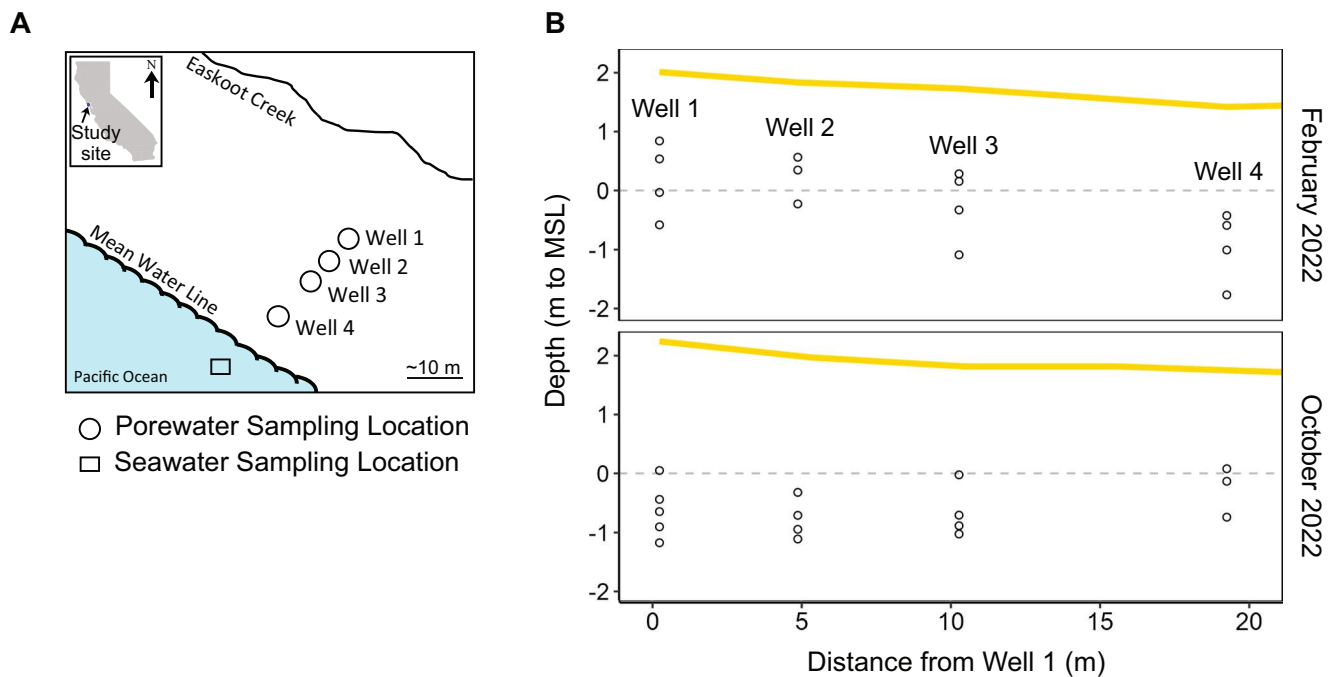 A
N
Study
site
Easkoot Creek
Mean Water Line
Well 1
Well 2
Well 3
Well 4
Pacific Ocean
~10 m
Porewater Sampling Location
Seawater Sampling Location
B
Depth (m to MSL)
2
1
0
-1
-2
Well 1
Well 2
Well 3
Well 4
February 2022
2
1
0
-1
-2
October 2022
0
5
10
15
20
Distance from Well 1 (m)